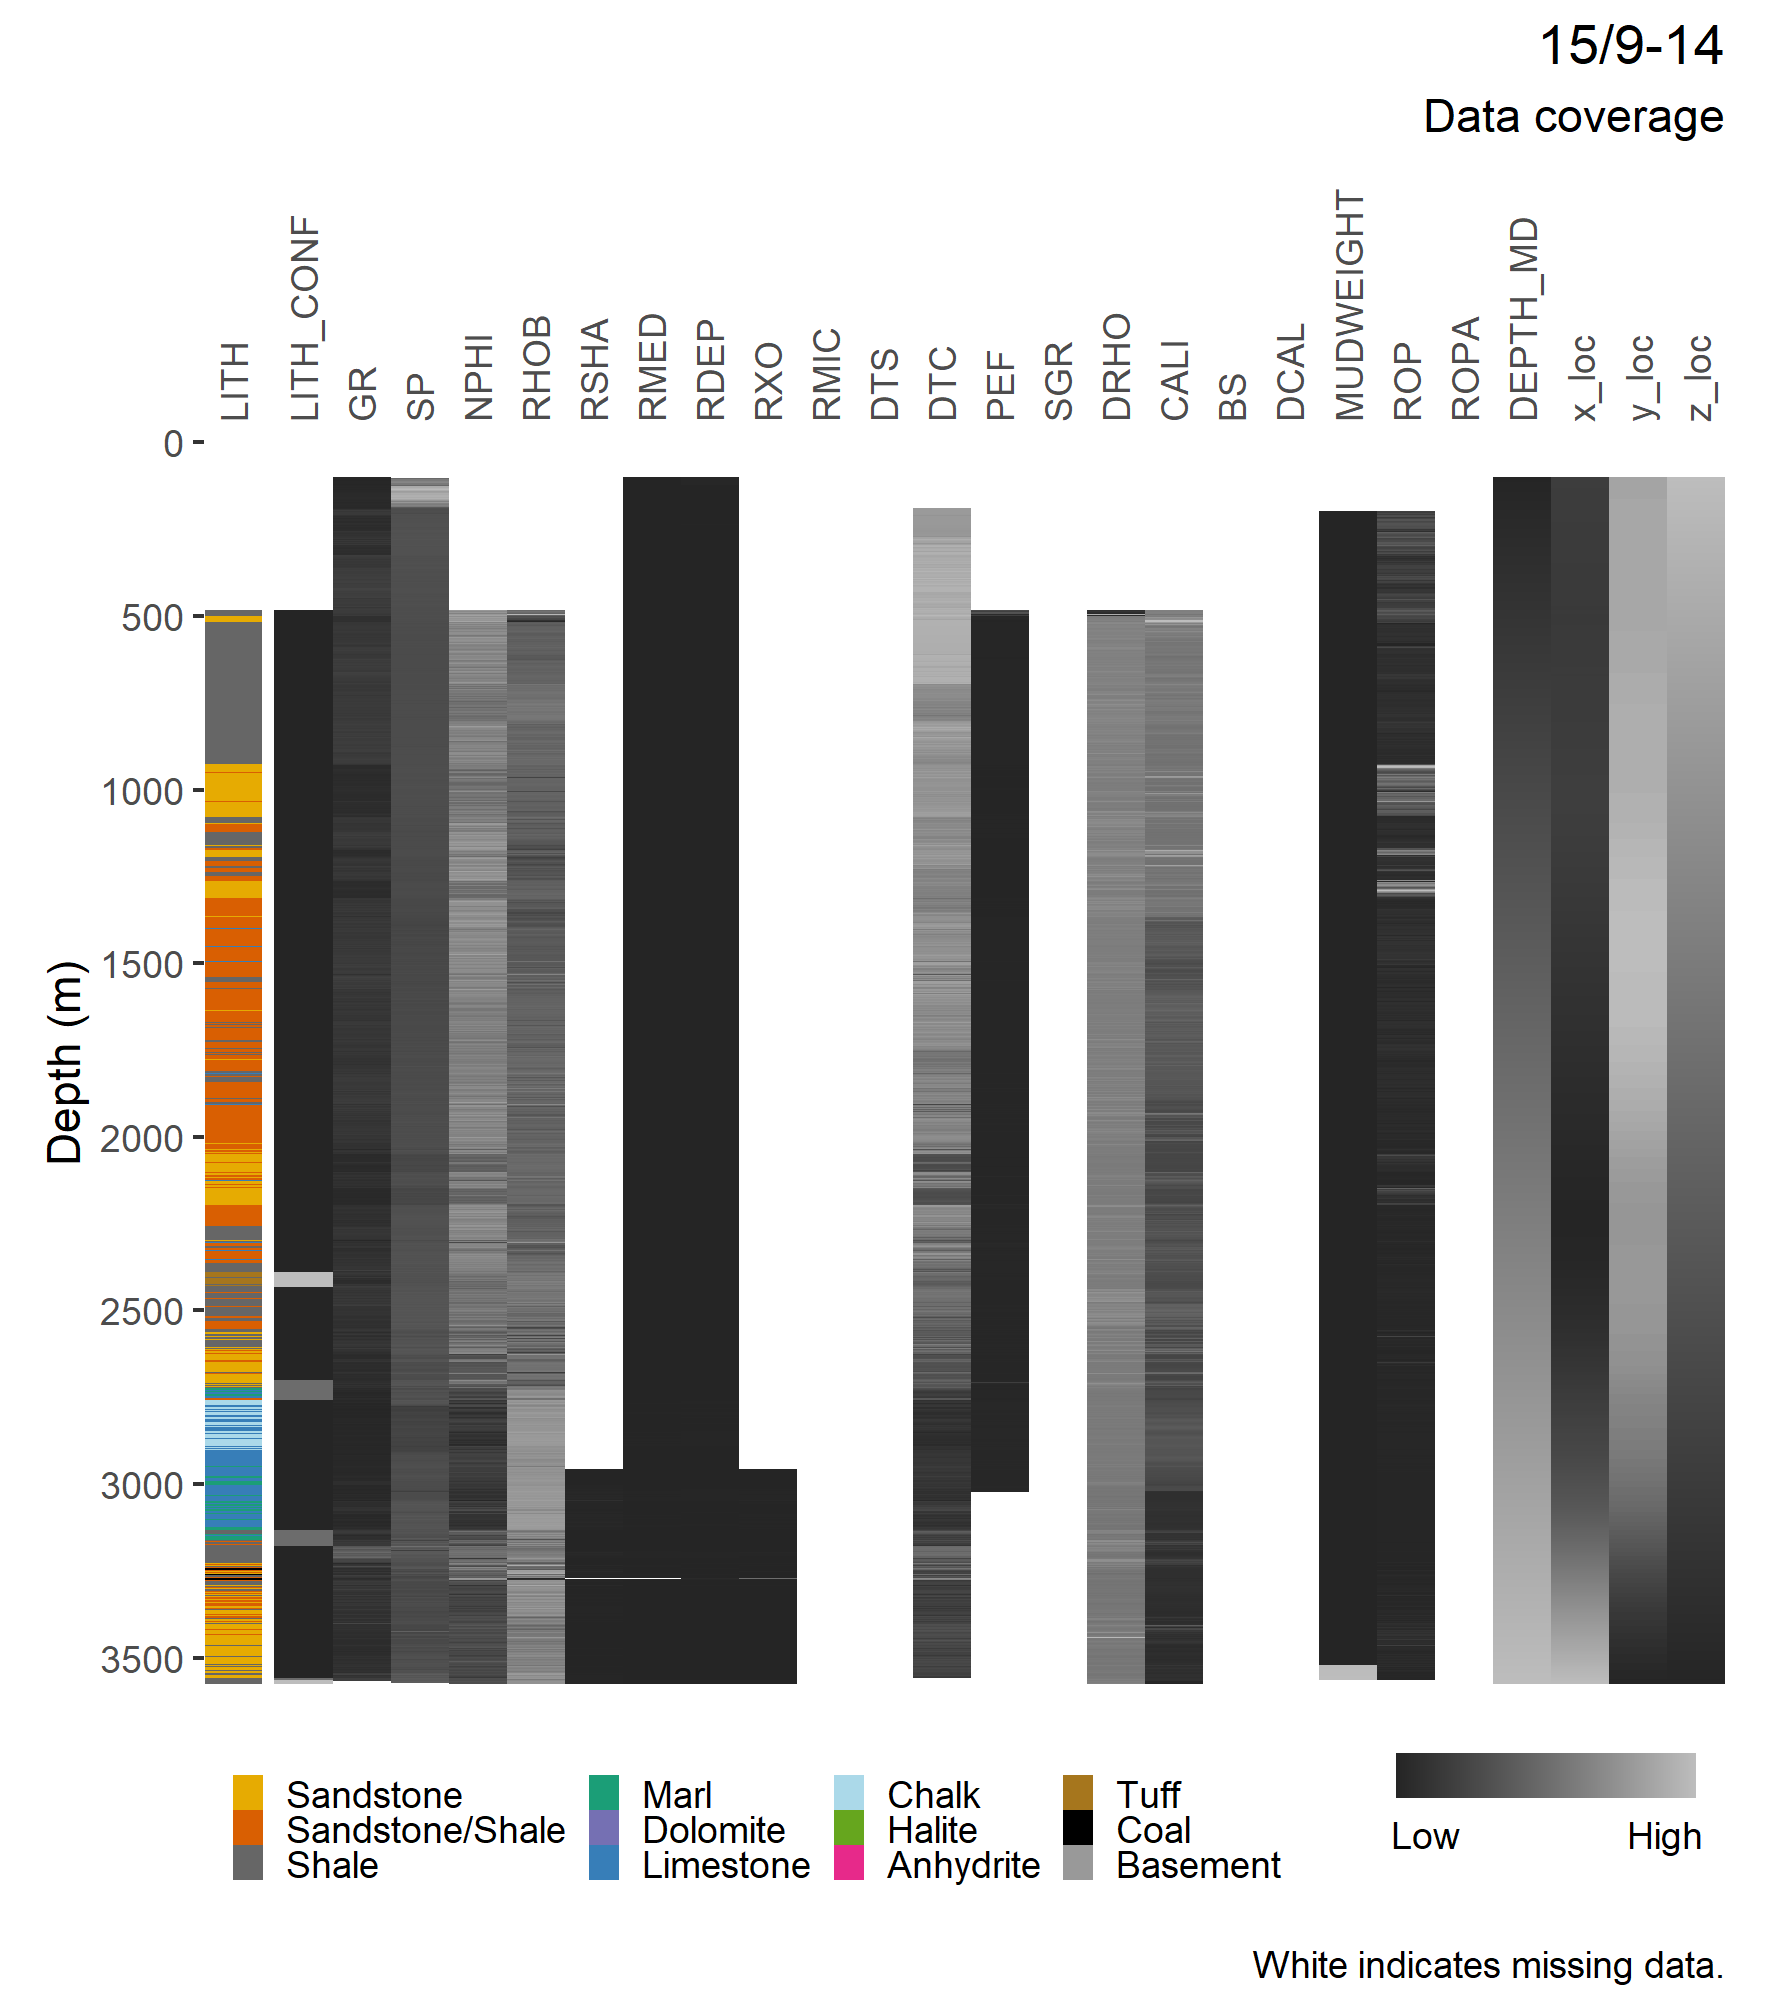 15/9-14
Data coverage
LITH
LITH_CONF
GR
SP
NPHI
RHOB
RSHA
RMED
RDEP
RXO
RMIC
DTS
DTC
PEF
SGR
DRHO
CALI
BS
DCAL
MUDWEIGHT
ROP
ROPA
DEPTH_MD
x_loc
y_loc
z_loc
Depth (m)
0
500
1000
1500
2000
2500
3000
3500
Sandstone
Sandstone/Shale
Shale
Marl
Dolomite
Limestone
Chalk
Halite
Anhydrite
Tuff
Coal
Basement
Low High
White indicates missing data.